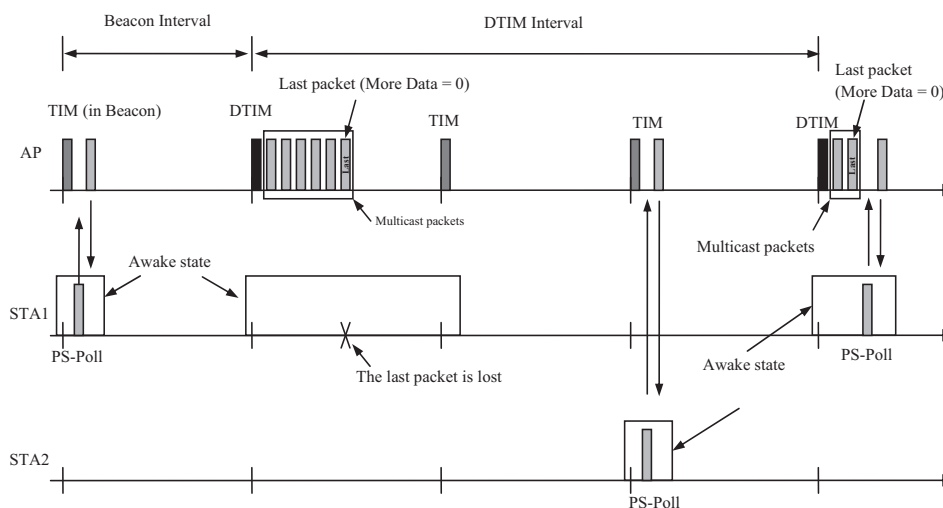 Beacon Interval
DTIM Interval
Last packet (More Data = 0)
Last packet
(More Data = 0)
TIM (in Beacon)
DTIM
TIM
TIM
DTIM
AP
Last
Last
Multicast packets
Multicast packets
Awake state
STA1
PS-Poll
The last packet is lost
Awake state
PS-Poll
STA2
PS-Poll